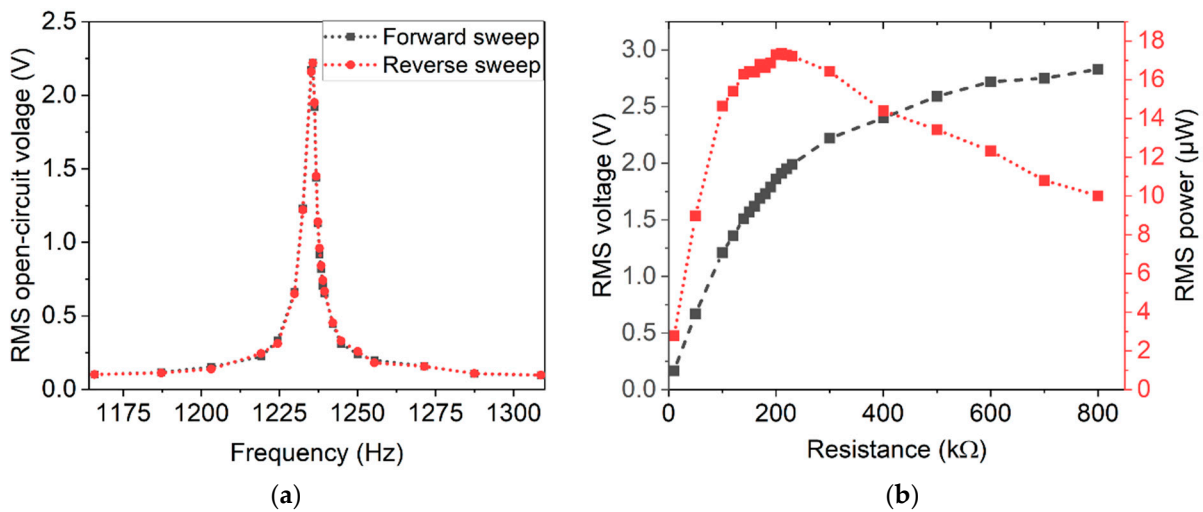 RMS open-circuit volage (V)
2.5
2.0
1.5
1.0
0.5
0.0
Forward sweep
Reverse sweep
1175 1200 1225 1250 1275 1300
Frequency (Hz)
(a)
RMS voltage (V)
3.0
2.5
2.0
1.5
1.0
0.5
0.0
0 200 400 600 800
Resistance (kΩ)
18
16
14
12
10
8
6
4
2
0
RMS power (µW)
(b)